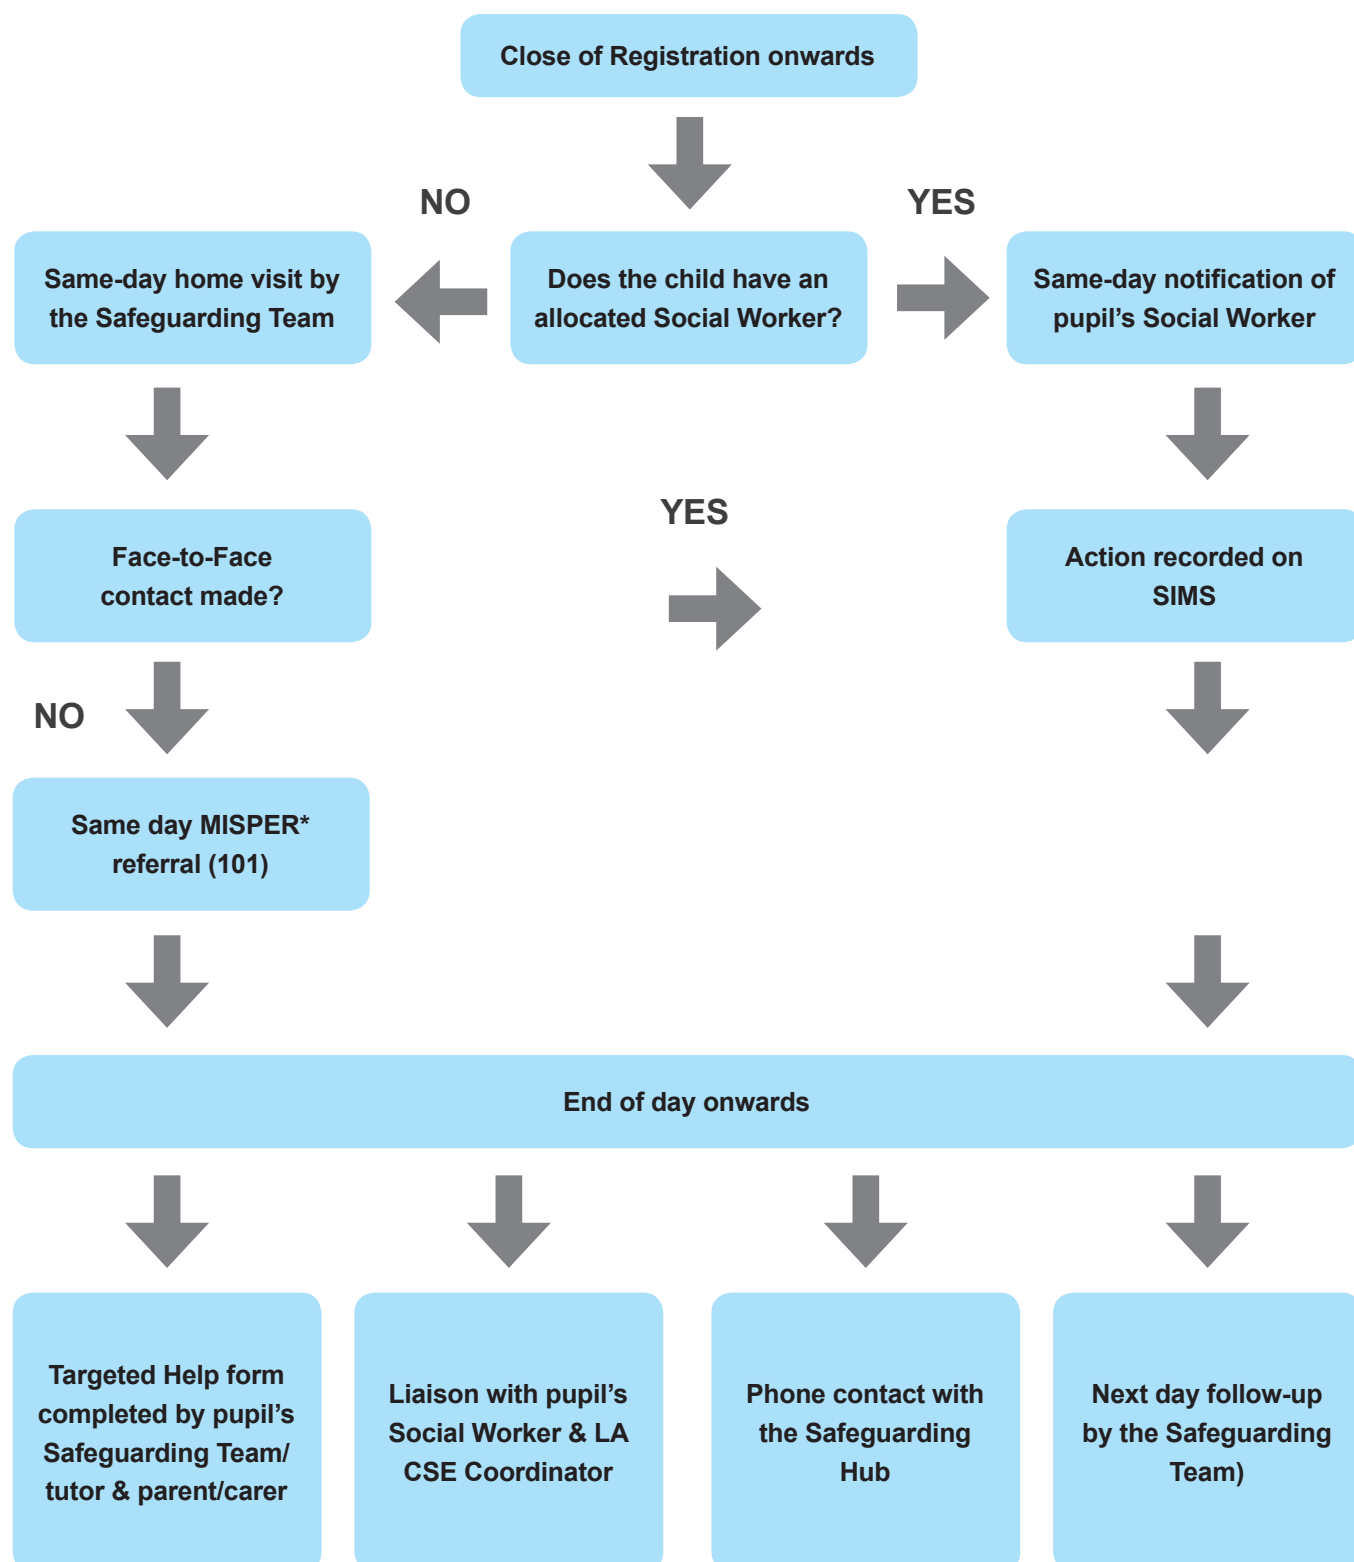 Close of Registration onwards
NO
YES
Same-day home visit by
the Safeguarding Team
Does the child have an
allocated Social Worker?
Same-day notification of
pupil’s Social Worker
YES
Face-to-Face
contact made?
Action recorded on
SIMS
NO
Same day MISPER*
referral (101)
End of day onwards
Targeted Help form
completed by pupil’s
Safeguarding Team/
tutor & parent/carer
Liaison with pupil’s
Social Worker & LA
CSE Coordinator
Phone contact with
the Safeguarding
Hub
Next day follow-up
by the Safeguarding
Team)